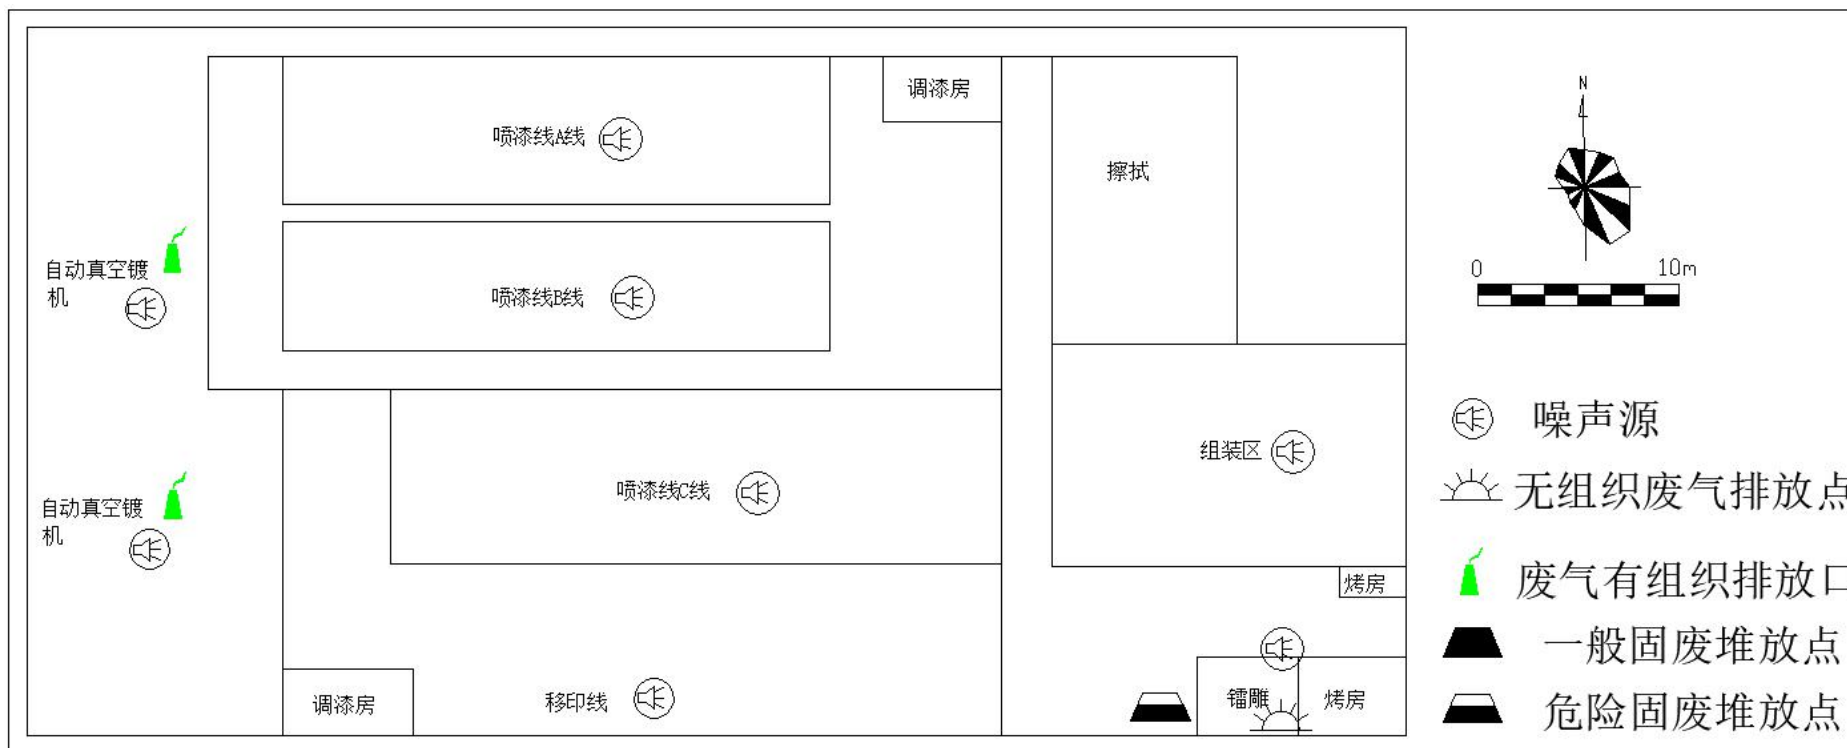 调漆房
喷漆线A线
擦拭
自动真空镀
机
喷漆线B线
组装区
喷漆线C线
自动真空镀
机
烤房
调漆房
移印线
镭雕
烤房
N
0
10m
噪声源
无组织废气排放点
废气有组织排放口
一般固废堆放点
危险固废堆放点